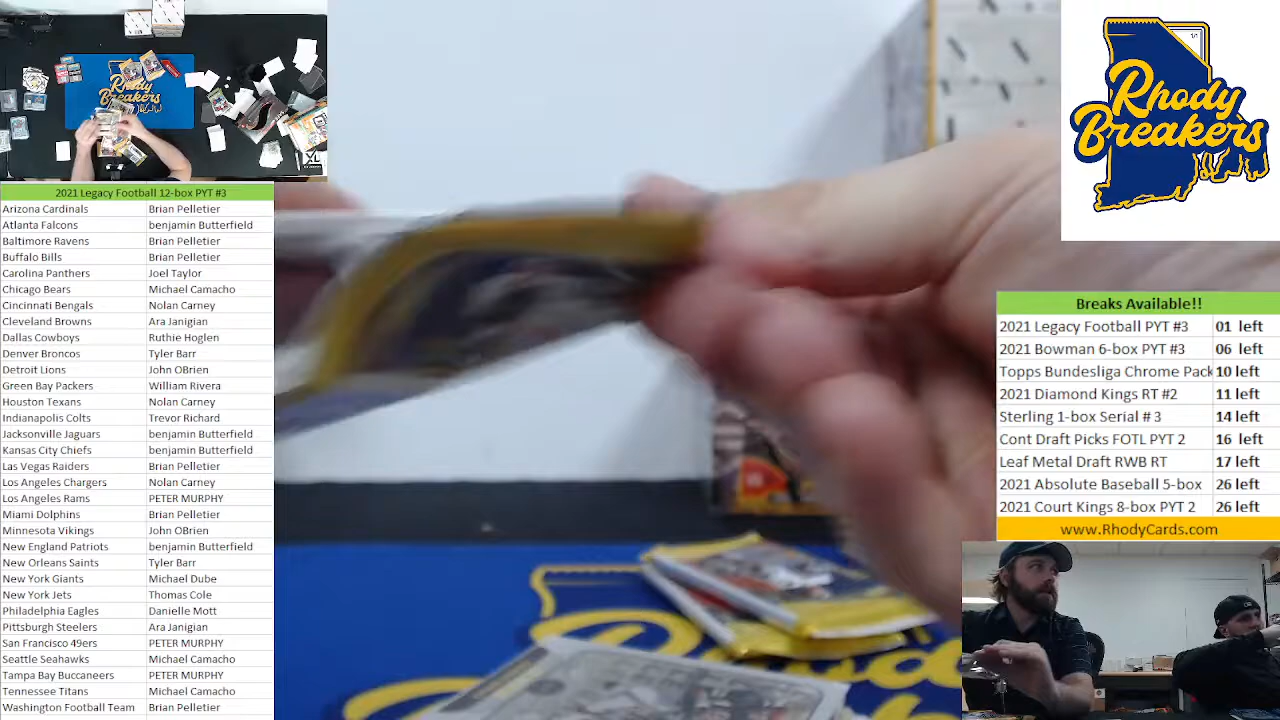 Rhody
Breakers
2021 Legacy Football 12-box PYT #3
Arizona Cardinals Brian Pelletier
Atlanta Falcons benjamin Butterfield
Baltimore Ravens Brian Pelletier
Buffalo Bills Brian Pelletier
Carolina Panthers Joel Taylor
Chicago Bears Michael Camacho
Cincinnati Bengals Nolan Carney
Cleveland Browns Ara Janigian
Dallas Cowboys Ruthie Hoglen
Denver Broncos Tyler Barr
Detroit Lions John OBrien
Green Bay Packers William Rivera
Houston Texans Nolan Carney
Indianapolis Colts Trevor Richard
Jacksonville Jaguars benjamin Butterfield
Kansas City Chiefs benjamin Butterfield
Las Vegas Raiders Brian Pelletier
Los Angeles Chargers Nolan Carney
Los Angeles Rams PETER MURPHY
Miami Dolphins Brian Pelletier
Minnesota Vikings John OBrien
New England Patriots benjamin Butterfield
New Orleans Saints Tyler Barr
New York Giants Michael Dube
New York Jets Thomas Cole
Philadelphia Eagles Danielle Mott
Pittsburgh Steelers Ara Janigian
San Francisco 49ers PETER MURPHY
Seattle Seahawks Michael Camacho
Tampa Bay Buccaneers PETER MURPHY
Tennessee Titans Michael Camacho
Washington Football Team Brian Pelletier
Rhody
Breakers
Breaks Available!!
2021 Legacy Football PYT #3 01 left
2021 Bowman 6-box PYT #3 06 left
Topps Bundesliga Chrome Pack 10 left
2021 Diamond Kings RT #2 11 left
Sterling 1-box Serial # 3 14 left
Cont Draft Picks FOTL PYT 2 16 left
Leaf Metal Draft RWB RT 17 left
2021 Absolute Baseball 5-box 26 left
2021 Court Kings 8-box PYT 2 26 left
www.RhodyCards.com